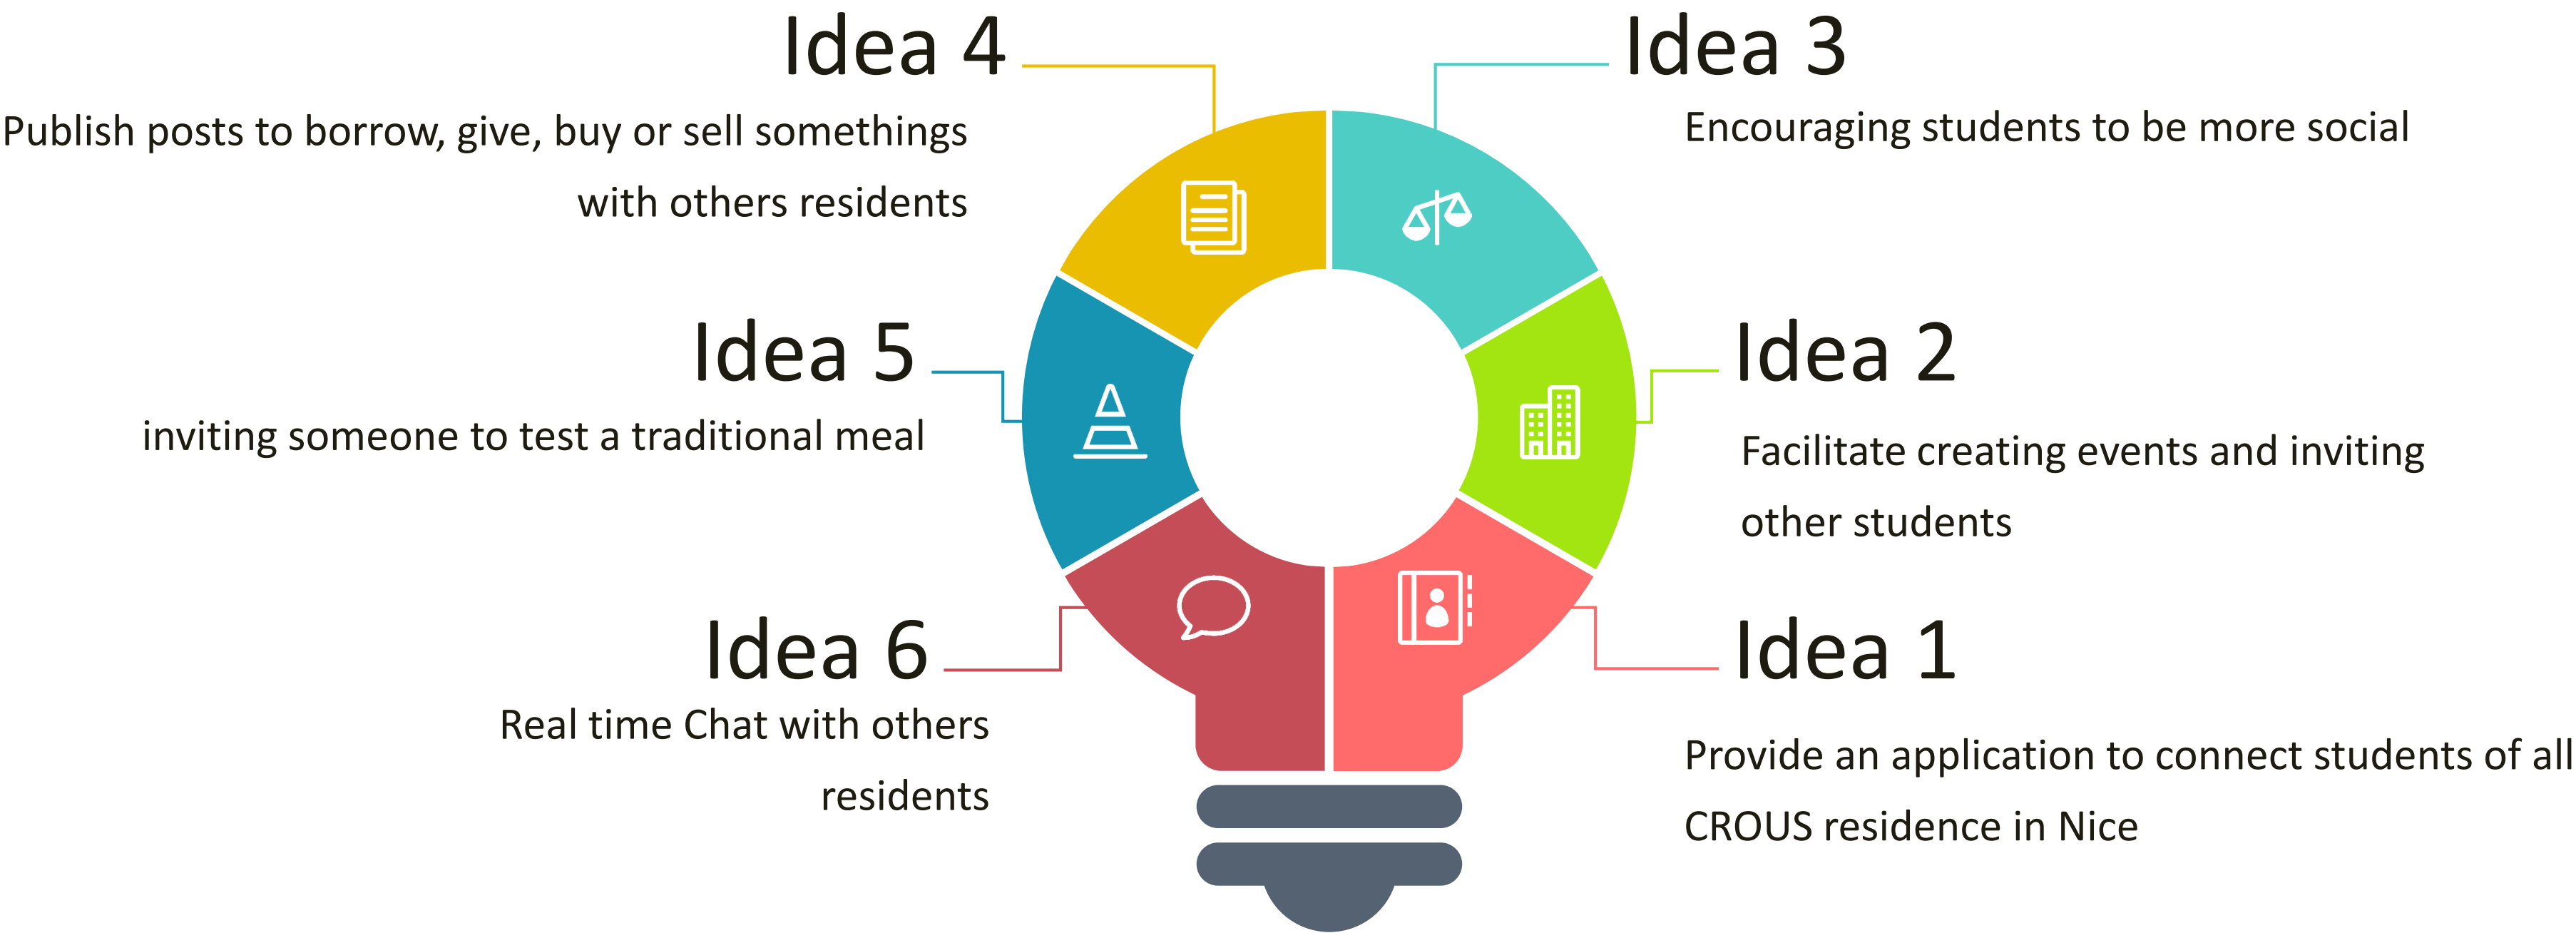 Idea 4
Publish posts to borrow, give, buy or sell somethings
with others residents
Idea 3
Encouraging students to be more social
Idea 5
inviting someone to test a traditional meal
Idea 2
Facilitate creating events and inviting
other students
Idea 6
Real time Chat with others
residents
Idea 1
Provide an application to connect students of all
CROUS residence in Nice